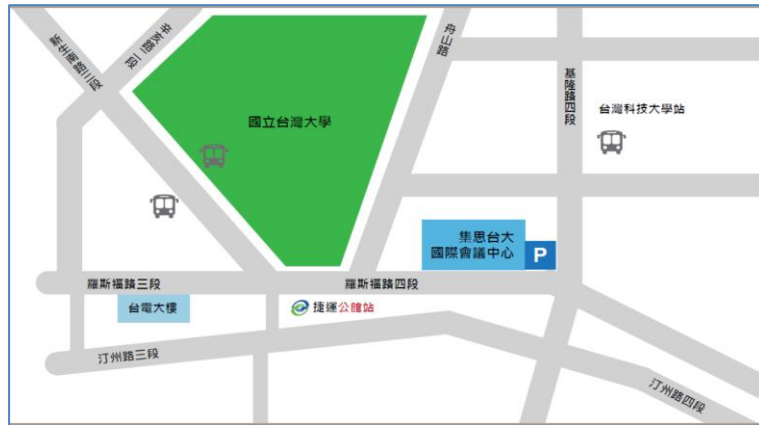 新生南路三段
辛亥路一段
舟山路
基隆路四段
台灣科技大學站
國立台灣大學
集思台大
國際會議中心
P
羅斯福路三段
羅斯福路四段
台電大樓
捷運公館站
汀州路三段
汀州路四段